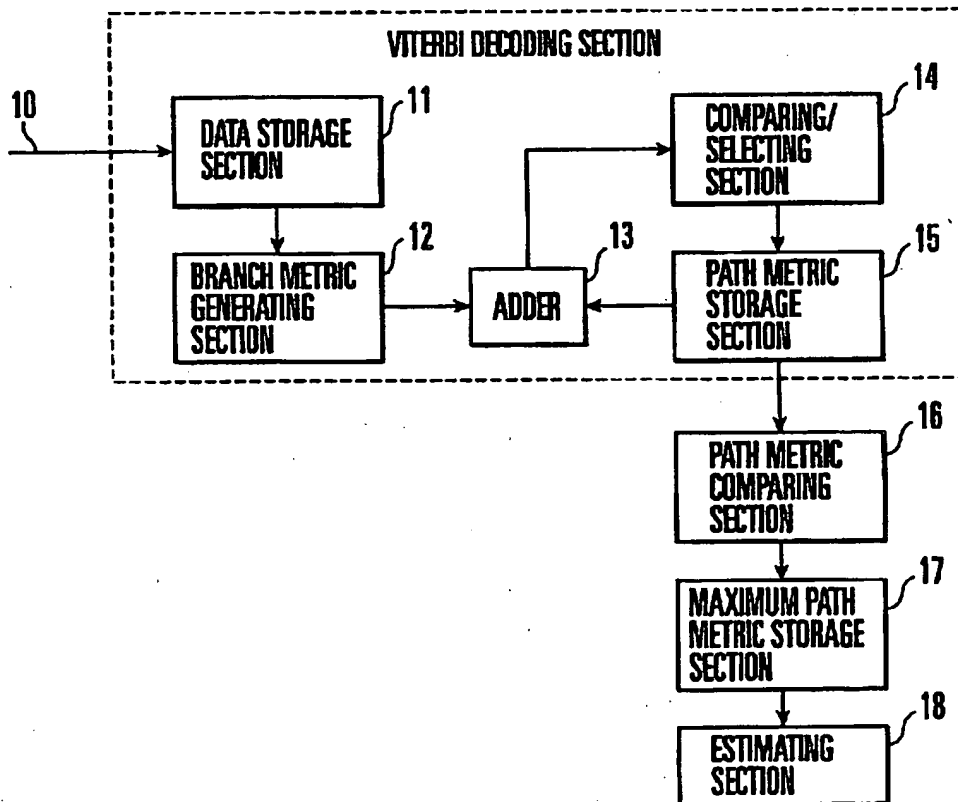 VITERBI DECODING SECTION
10
11
DATA STORAGE
SECTION
14
COMPARING/
SELECTING
SECTION
12
BRANCH METRIC
GENERATING
SECTION
13
ADDER
15
PATH METRIC
STORAGE
SECTION
16
PATH METRIC
COMPARING
SECTION
17
MAXIMUM PATH
METRIC STORAGE
SECTION
18
ESTIMATING
SECTION